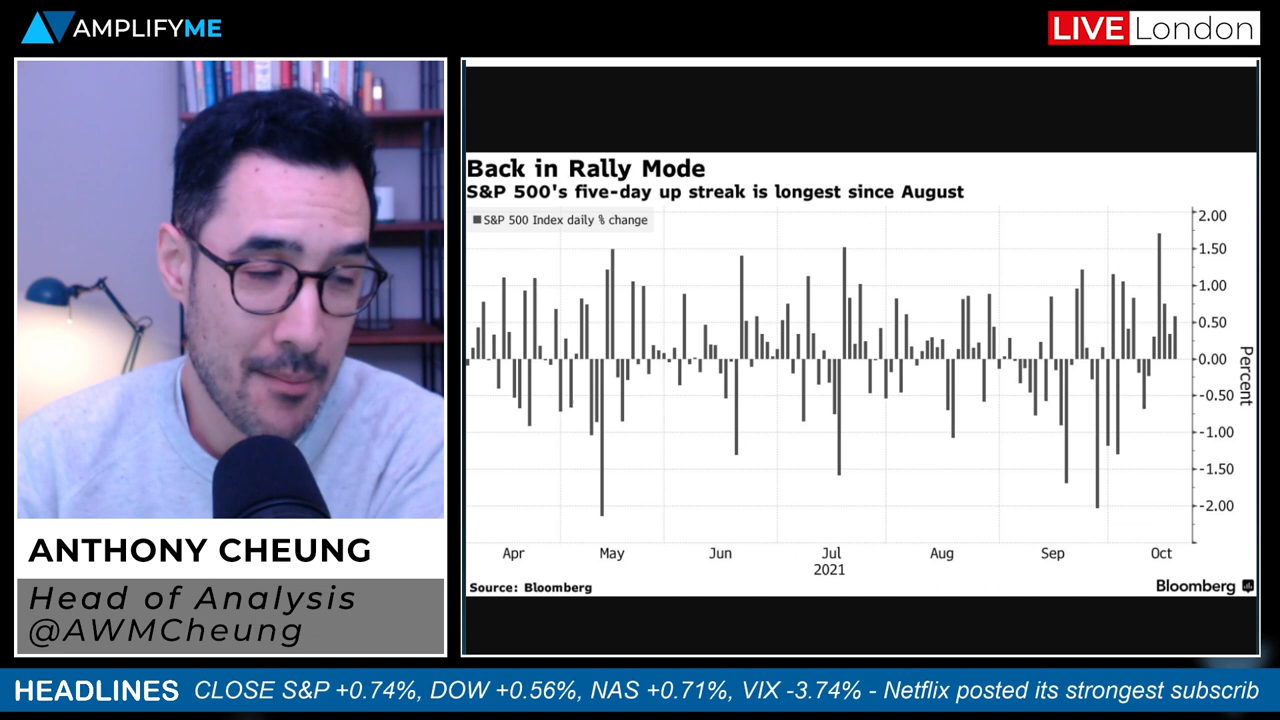 AMPLIFYME
LIVE London
Back in Rally Mode
S&P 500's five-day up streak is longest since August
S&P 500 Index daily % change
2.00
1.50
1.00
0.50
0.00
-0.50
-1.00
-1.50
-2.00
Percent
Apr May Jun Jul Aug Sep Oct
2021
Source: Bloomberg
Bloomberg
ANTHONY CHEUNG
Head of Analysis
@AWMCheung
HEADLINES CLOSE S&P +0.74%, DOW +0.56%, NAS +0.71%, VIX -3.74% - Netflix posted its strongest subscrib